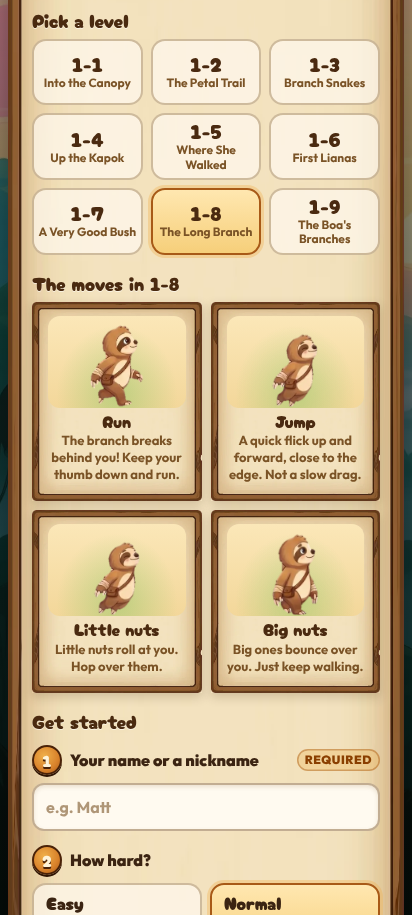 Pick a level
1-1
Into the Canopy
1-2
The Petal Trail
1-3
Branch Snakes
1-4
Up the Kapok
1-5
Where She
Walked
1-6
First Lianas
1-7
A Very Good Bush
1-8
The Long Branch
1-9
The Boa's
Branches
The moves in 1-8
Run
The branch breaks
behind you! Keep your
thumb down and run.
Jump
A quick flick up and
forward, close to the
edge. Not a slow drag.
Little nuts
Little nuts roll at you.
Hop over them.
Big nuts
Big ones bounce over
you. Just keep walking.
Get started
1 Your name or a nickname REQUIRED
e.g. Matt
2 How hard?
Easy
Normal